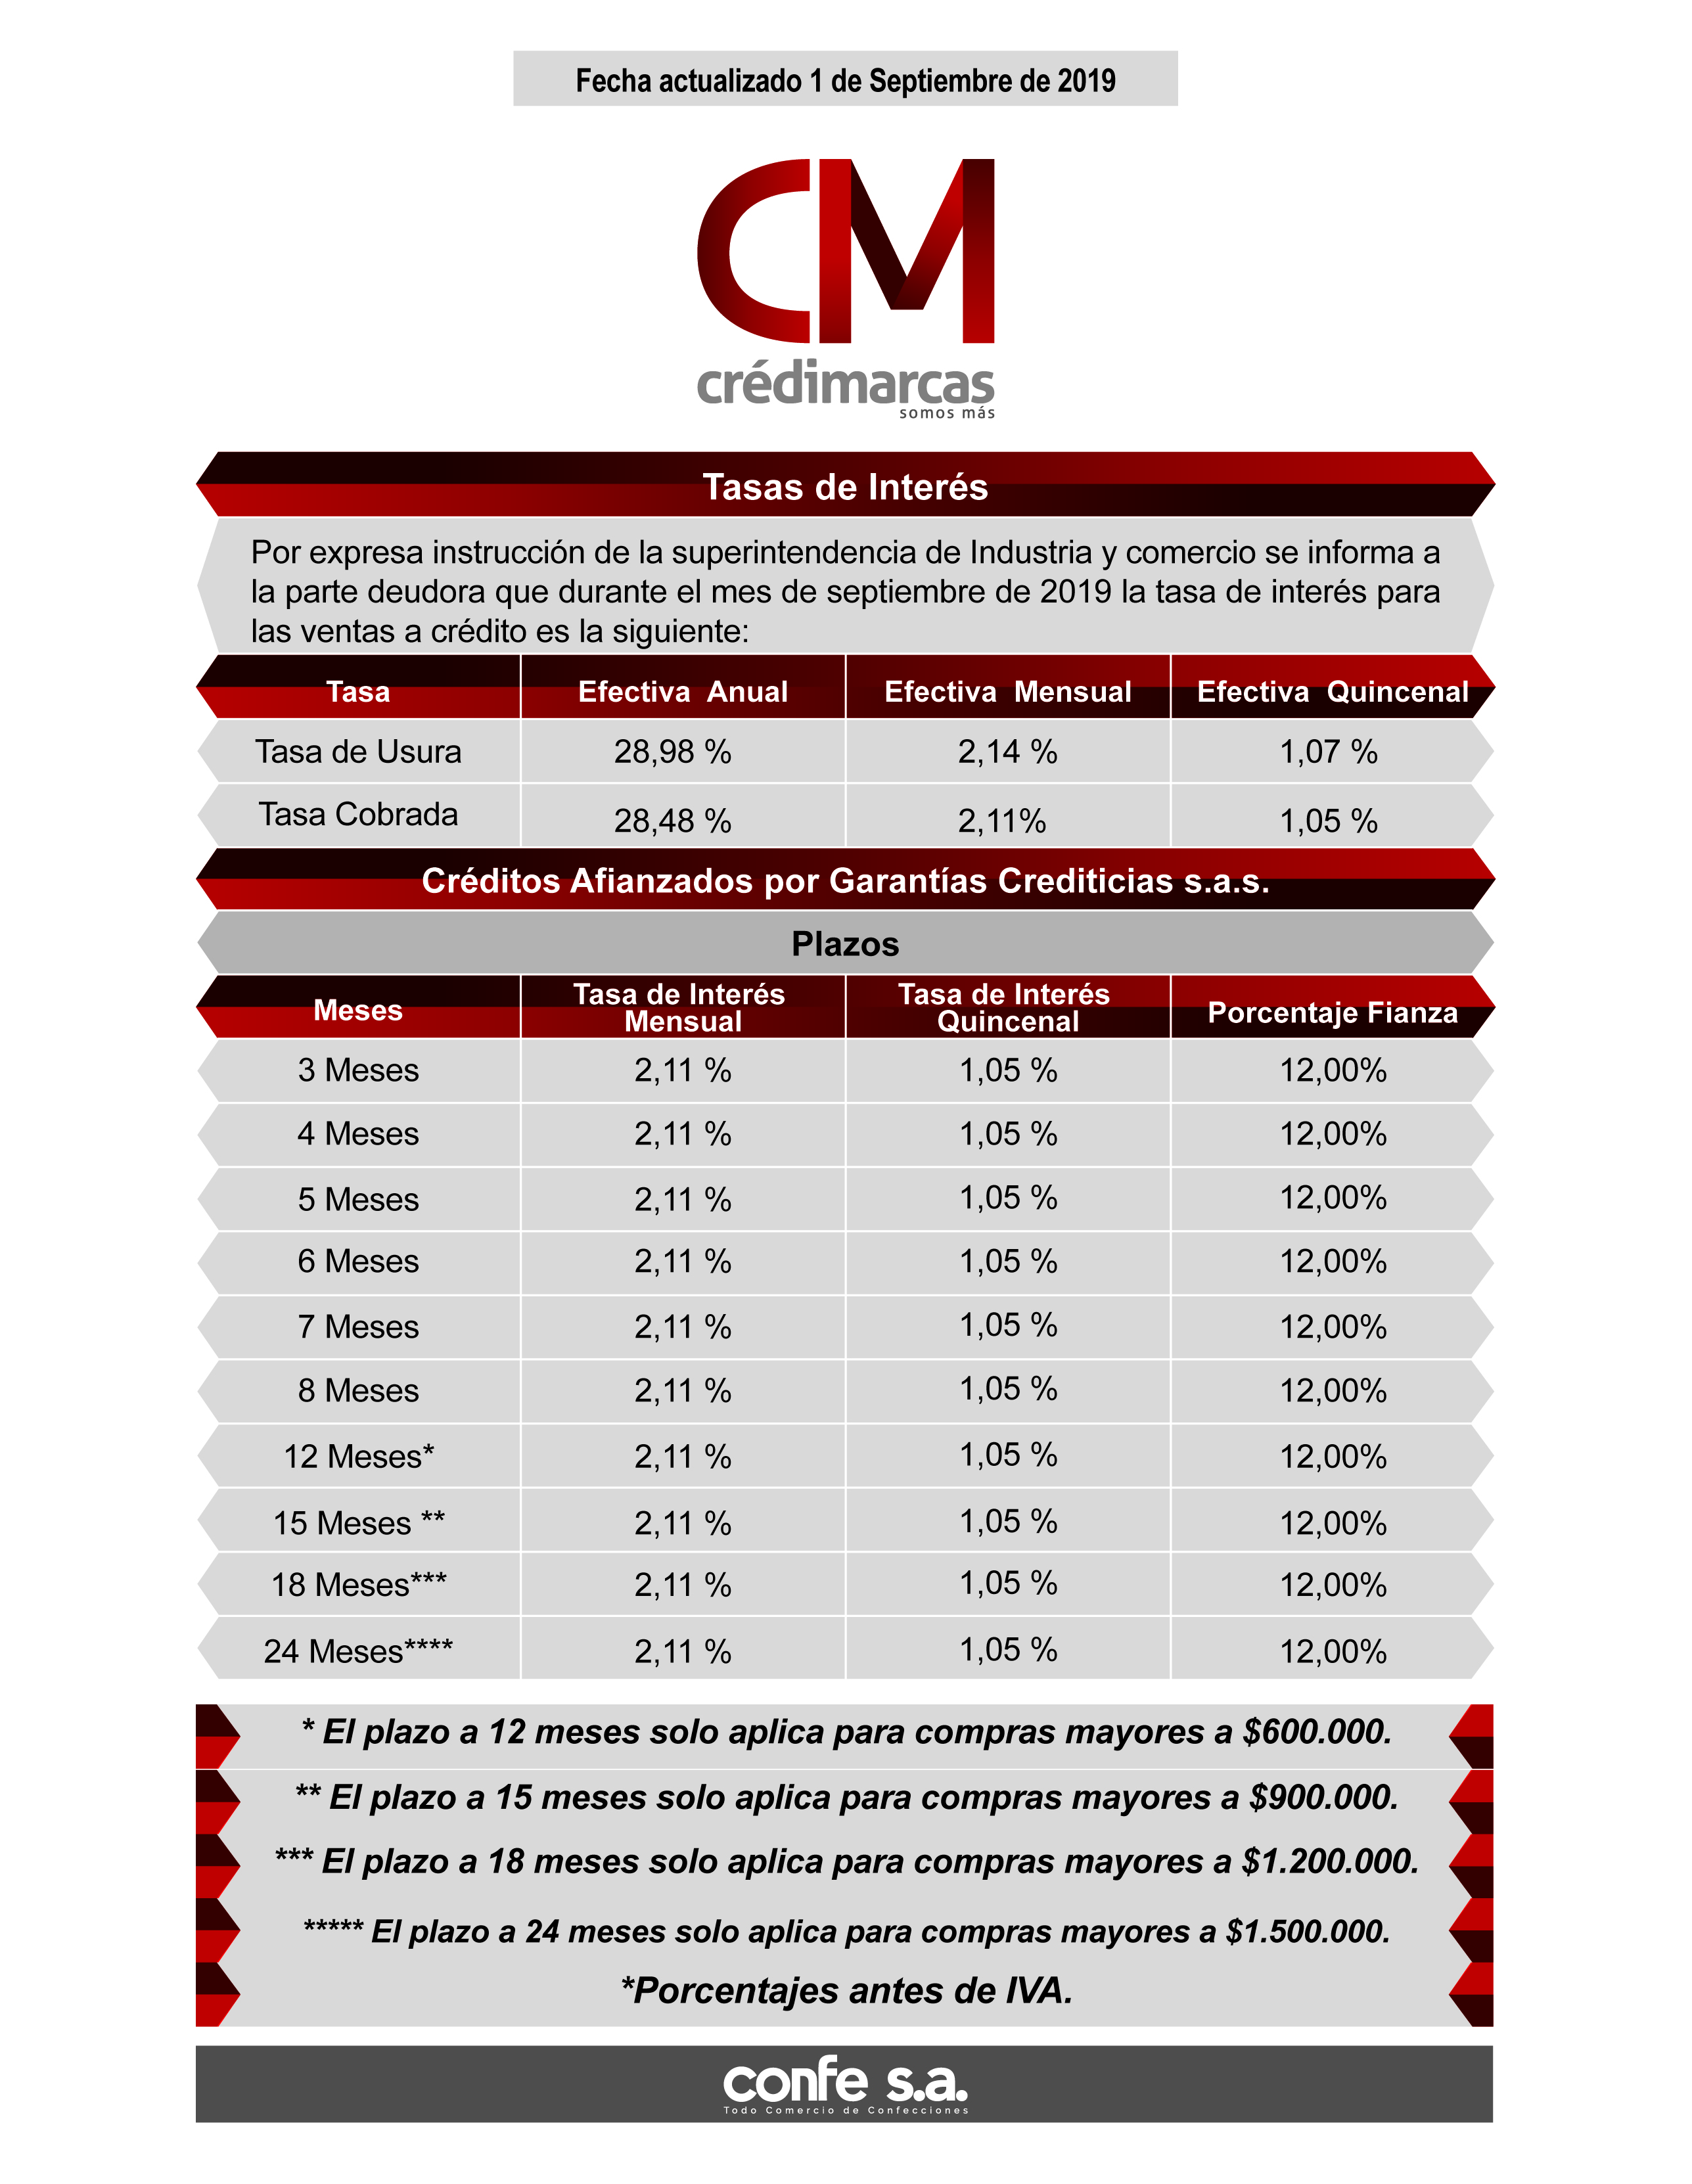 Fecha actualizado 1 de Septiembre de 2019
CM
crédimarcas
somos más
Tasas de Interés
Por expresa instrucción de la superintendencia de Industria y comercio se informa a
la parte deudora que durante el mes de septiembre de 2019 la tasa de interés para
las ventas a crédito es la siguiente:
Tasa Efectiva Anual Efectiva Mensual Efectiva Quincenal
Tasa de Usura 28,98 % 2,14 % 1,07 %
Tasa Cobrada 28,48 % 2,11% 1,05 %
Créditos Afianzados por Garantías Crediticias s.a.s.
Plazos
Meses Tasa de Interés Mensual Tasa de Interés Quincenal Porcentaje Fianza
3 Meses 2,11 % 1,05 % 12,00%
4 Meses 2,11 % 1,05 % 12,00%
5 Meses 2,11 % 1,05 % 12,00%
6 Meses 2,11 % 1,05 % 12,00%
7 Meses 2,11 % 1,05 % 12,00%
8 Meses 2,11 % 1,05 % 12,00%
12 Meses* 2,11 % 1,05 % 12,00%
15 Meses ** 2,11 % 1,05 % 12,00%
18 Meses*** 2,11 % 1,05 % 12,00%
24 Meses**** 2,11 % 1,05 % 12,00%
* El plazo a 12 meses solo aplica para compras mayores a $600.000.
** El plazo a 15 meses solo aplica para compras mayores a $900.000.
*** El plazo a 18 meses solo aplica para compras mayores a $1.200.000.
***** El plazo a 24 meses solo aplica para compras mayores a $1.500.000.
*Porcentajes antes de IVA.
confe s.a.
Todo Comercio de Confecciones